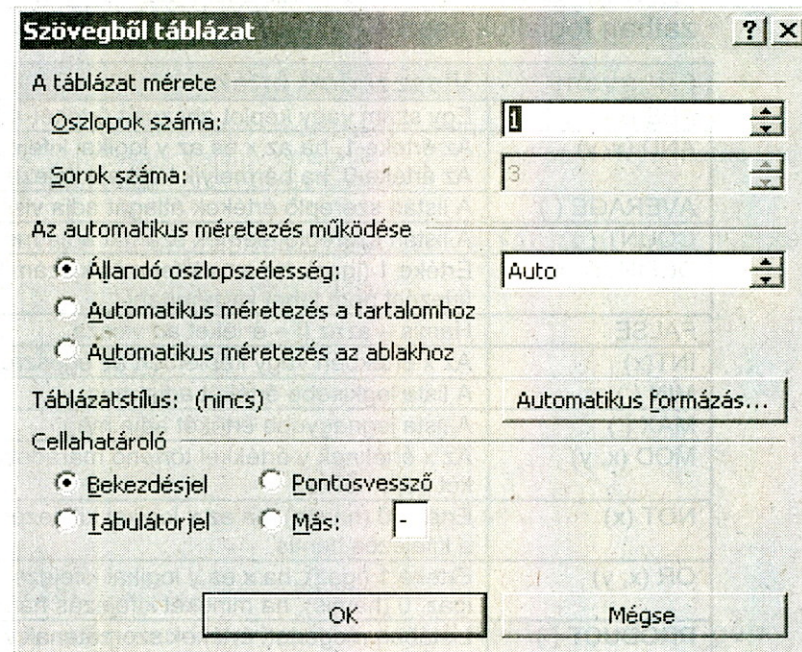 Szövegből táblázat
A táblázat mérete
Oszlopok száma: 1
Sorok száma: 3
Az automatikus méretezés működése
Állandó oszlopszélesség: Auto
Automatikus méretezés a tartalomhoz
Automatikus méretezés az ablakhoz
Táblázatstílus: (nincs) Automatikus formázás...
Cellahatároló
Bekezdésjel Pontosvessző
Tabulátorjel Más: -
OK Mégse